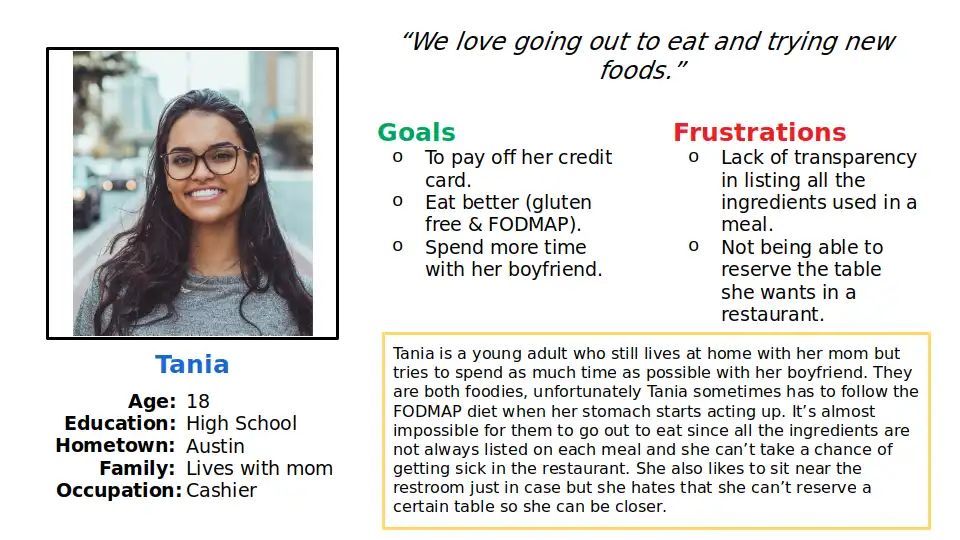 “We love going out to eat and trying new
foods.”
Goals
o To pay off her credit
card.
o Eat better (gluten
free & FODMAP).
o Spend more time
with her boyfriend.
Frustrations
o Lack of transparency
in listing all the
ingredients used in a
meal.
o Not being able to
reserve the table
she wants in a
restaurant.
Tania
Age: 18
Education: High School
Hometown: Austin
Family: Lives with mom
Occupation: Cashier
Tania is a young adult who still lives at home with her mom but
tries to spend as much time as possible with her boyfriend. They
are both foodies, unfortunately Tania sometimes has to follow the
FODMAP diet when her stomach starts acting up. It’s almost
impossible for them to go out to eat since all the ingredients are
not always listed on each meal and she can’t take a chance of
getting sick in the restaurant. She also likes to sit near the
restroom just in case but she hates that she can’t reserve a
certain table so she can be closer.